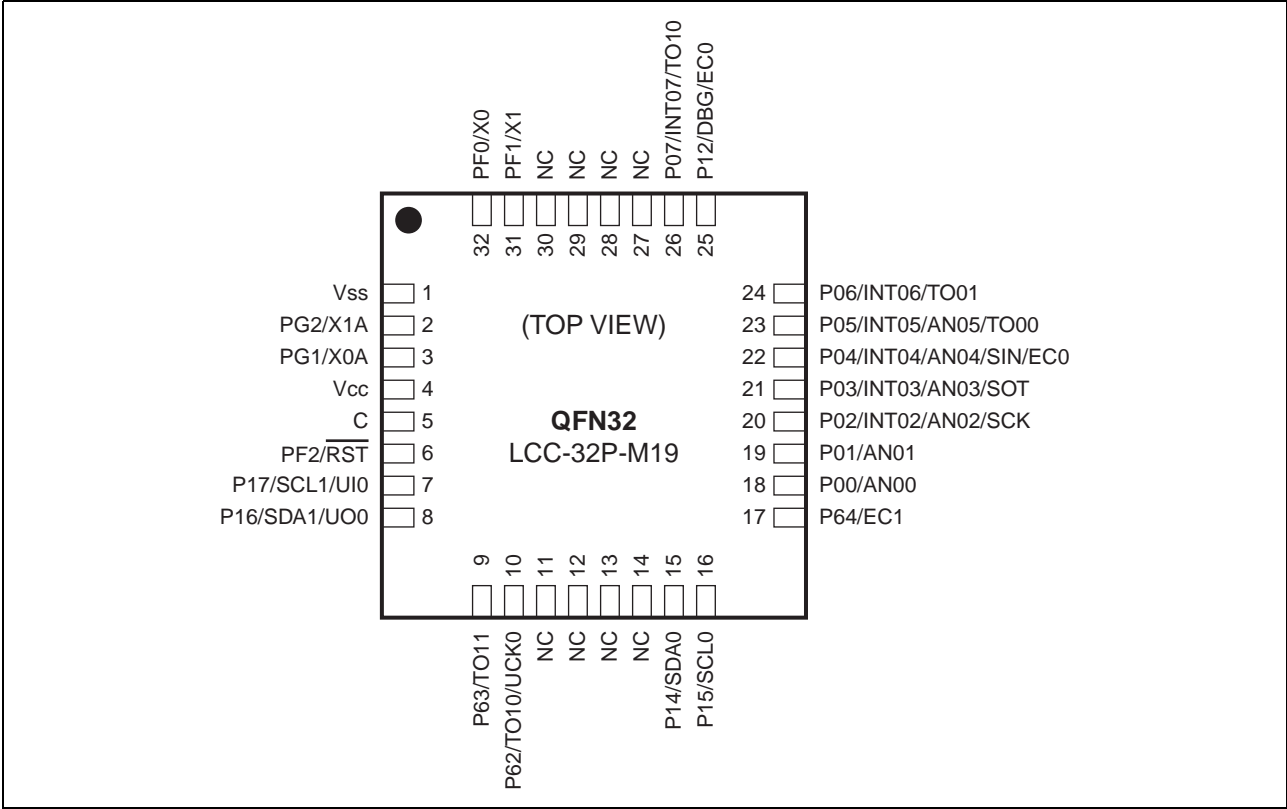 PF0/X0
PF1/X1
NC
NC
NC
NC
P07/INT07/TO10
P12/DBG/EC0
32
31
30
29
28
27
26
25
Vss 1
PG2/X1A 2
PG1/X0A 3
Vcc 4
C 5
PF2/RST 6
P17/SCL1/UI0 7
P16/SDA1/UO0 8
(TOP VIEW)
QFN32
LCC-32P-M19
24 P06/INT06/TO01
23 P05/INT05/AN05/TO00
22 P04/INT04/AN04/SIN/EC0
21 P03/INT03/AN03/SOT
20 P02/INT02/AN02/SCK
19 P01/AN01
18 P00/AN00
17 P64/EC1
9
10
11
12
13
14
15
16
P63/TO11
P62/TO10/UCK0
NC
NC
NC
NC
P14/SDA0
P15/SCL0